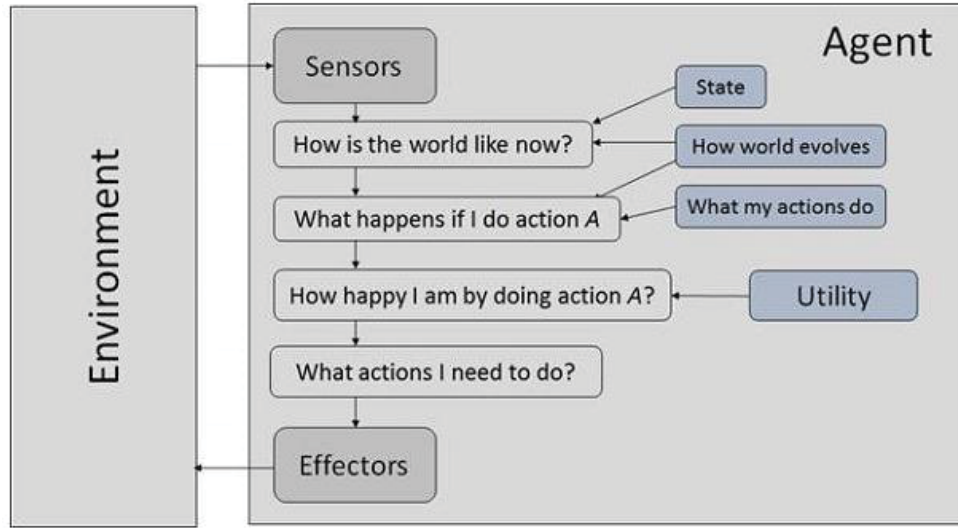 Agent
Environment
Sensors
State
How is the world like now?
How world evolves
What happens if I do action A
What my actions do
How happy I am by doing action A?
Utility
What actions I need to do?
Effectors